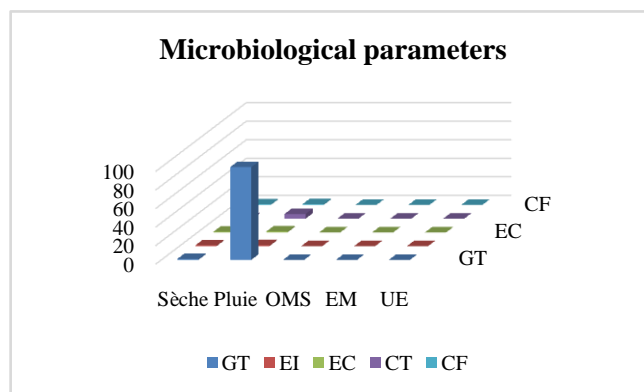 Microbiological parameters
100
80
60
40
20
0
CF
EC
GT
Sèche Pluie OMS EM UE
GT EI EC CT CF